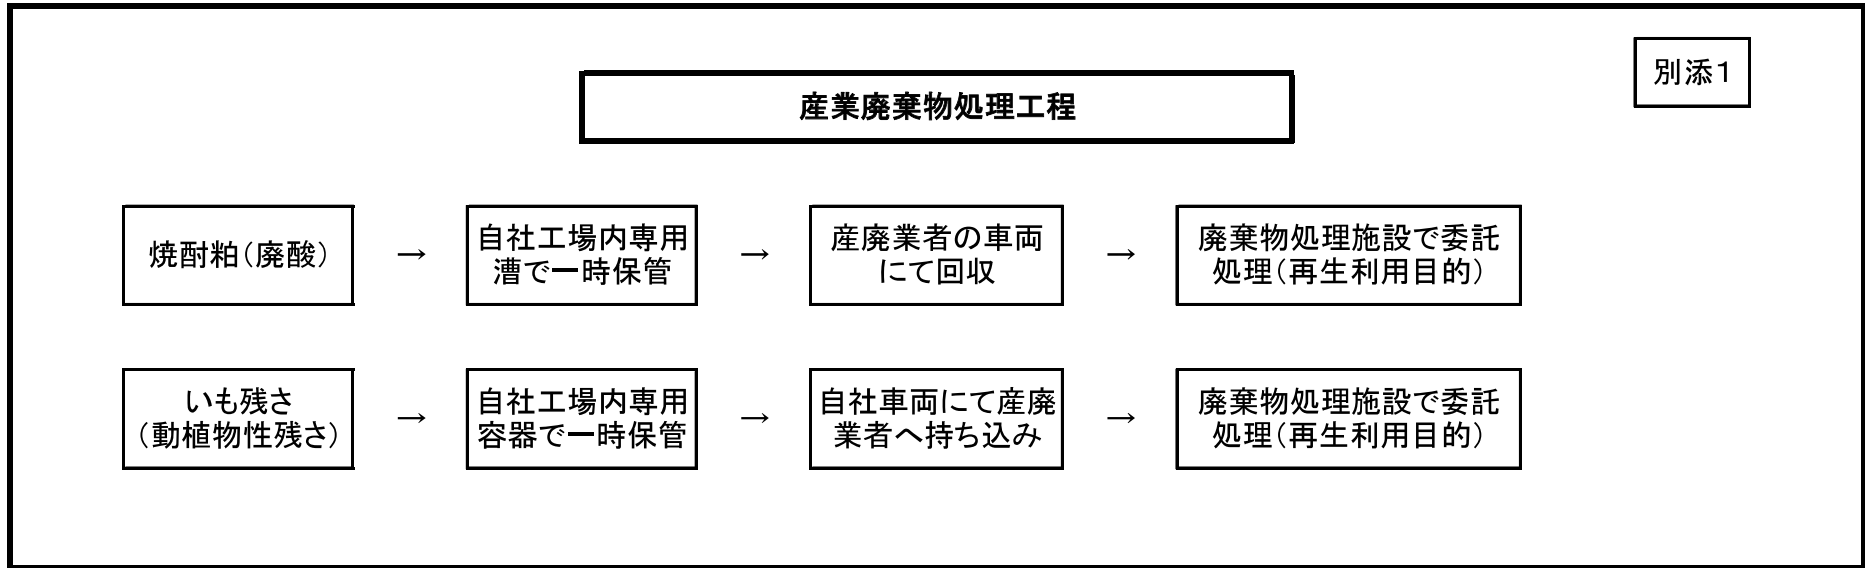 別添１
産業廃棄物処理工程
焼酎粕（廃酸）
→
自社工場内専用
漕で一時保管
→
産廃業者の車両
にて回収
→
廃棄物処理施設で委託
処理（再生利用目的）
いも残さ
（動植物性残さ）
→
自社工場内専用
容器で一時保管
→
自社車両にて産廃
業者へ持ち込み
→
廃棄物処理施設で委託
処理（再生利用目的）